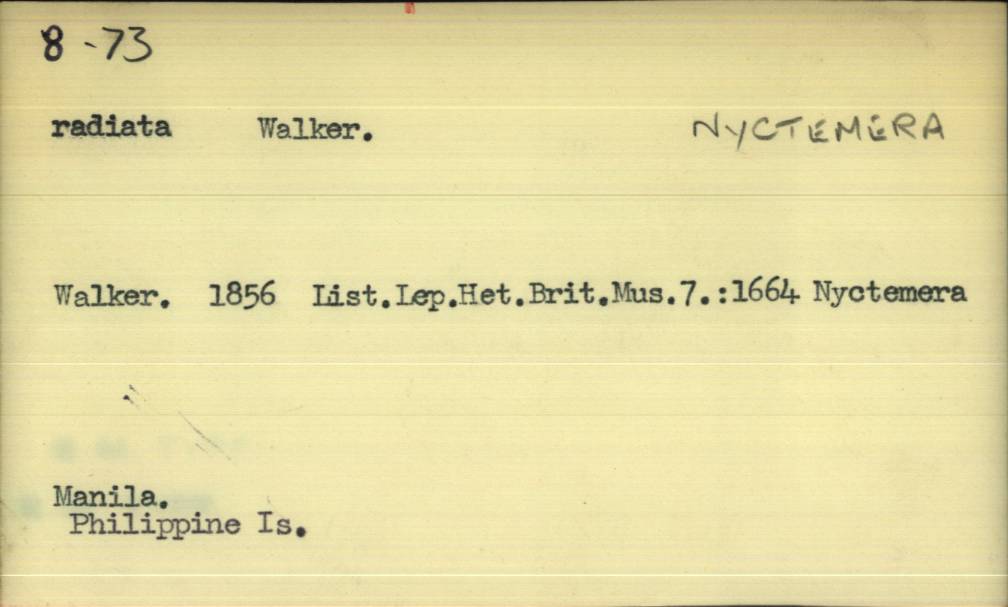 8 -73
radiata Walker. NYCTEMERA
Walker. 1856 List.Lep.Het.Brit.Mus.7.:1664 Nyctemera
Manila.
Philippine Is.